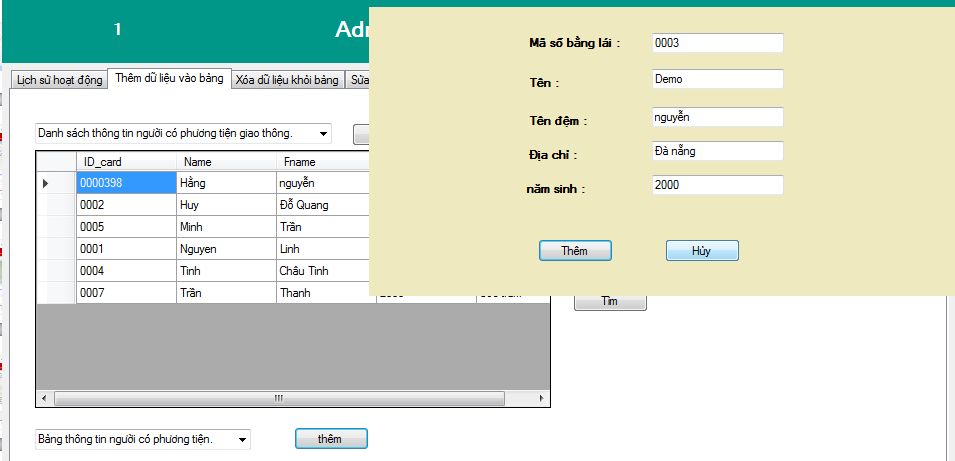 1
Adr
Mã số bằng lái : 0003
Tên : Demo
Tên đệm : nguyễn
Địa chỉ : Đà nẵng
năm sinh : 2000
Thêm Hủy
Lịch sử hoạt động Thêm dữ liệu vào bảng Xóa dữ liệu khỏi bảng Sửa
Danh sách thông tin người có phương tiện giao thông.
ID_card Name Fname
0000398 Hằng nguyễn
0002 Huy Đỗ Quang
0005 Minh Trần
0001 Nguyen Linh
0004 Tinh Châu Tinh
0007 Trần Thanh
Tìm
Bảng thông tin người có phương tiện. thêm